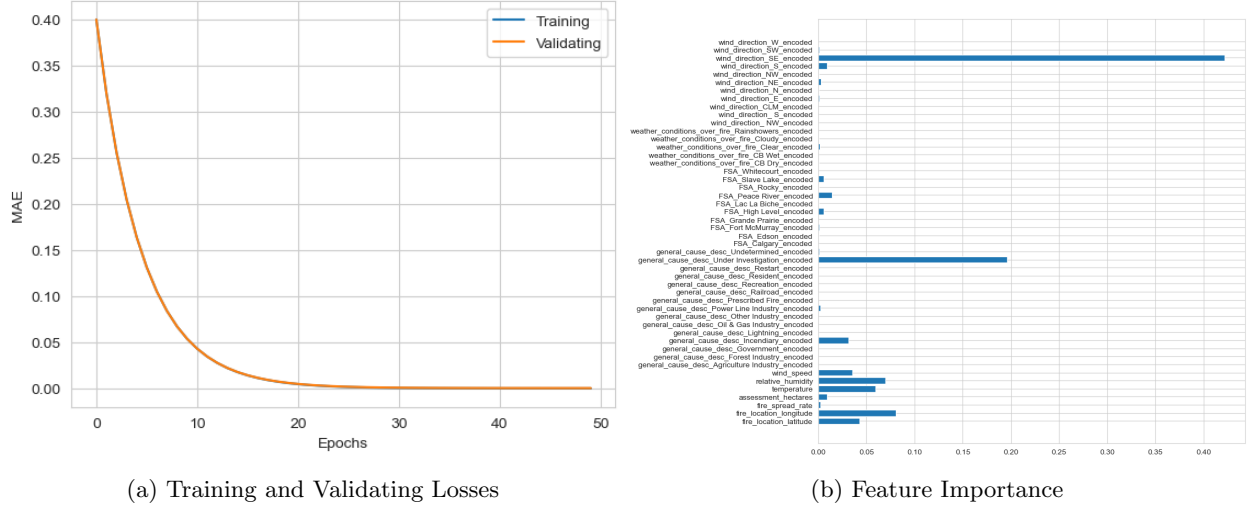 0.40
0.35
0.30
0.25
0.20
0.15
0.10
0.05
0.00
MAE
0
10
20
30
40
50
Epochs
Training
Validating
(a) Training and Validating Losses
wind_direction_W_encoded
wind_direction_SW_encoded
wind_direction_SE_encoded
wind_direction_S_encoded
wind_direction_NW_encoded
wind_direction_NE_encoded
wind_direction_N_encoded
wind_direction_E_encoded
wind_direction_CLM_encoded
wind_direction_ S_encoded
wind_direction_ NW_encoded
weather_conditions_over_fire_Rainshowers_encoded
weather_conditions_over_fire_Cloudy_encoded
weather_conditions_over_fire_Clear_encoded
weather_conditions_over_fire_CB Wet_encoded
weather_conditions_over_fire_CB Dry_encoded
FSA_Whitecourt_encoded
FSA_Slave Lake_encoded
FSA_Rocky_encoded
FSA_Peace River_encoded
FSA_Lac La Biche_encoded
FSA_High Level_encoded
FSA_Grande Prairie_encoded
FSA_Fort McMurray_encoded
FSA_Edson_encoded
FSA_Calgary_encoded
general_cause_desc_Undetermined_encoded
general_cause_desc_Under Investigation_encoded
general_cause_desc_Restart_encoded
general_cause_desc_Resident_encoded
general_cause_desc_Recreation_encoded
general_cause_desc_Railroad_encoded
general_cause_desc_Prescribed Fire_encoded
general_cause_desc_Power Line Industry_encoded
general_cause_desc_Other Industry_encoded
general_cause_desc_Oil & Gas Industry_encoded
general_cause_desc_Lightning_encoded
general_cause_desc_Incendiary_encoded
general_cause_desc_Government_encoded
general_cause_desc_Forest Industry_encoded
general_cause_desc_Agriculture Industry_encoded
wind_speed
relative_humidity
temperature
assessment_hectares
fire_spread_rate
fire_location_longitude
fire_location_latitude
0.00
0.05
0.10
0.15
0.20
0.25
0.30
0.35
0.40
(b) Feature Importance